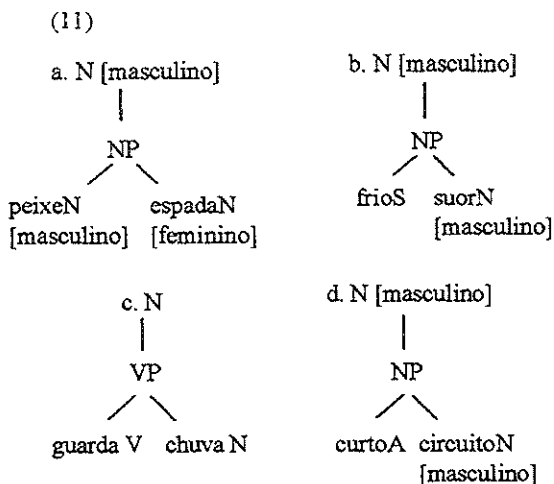 (11)
a. N [masculino]
NP
peixeN espadaN
[masculino] [feminino]
b. N [masculino]
NP
frioS suorN
[masculino]
c. N
VP
guarda V chuva N
d. N [masculino]
NP
curtoA circuitoN
[masculino]